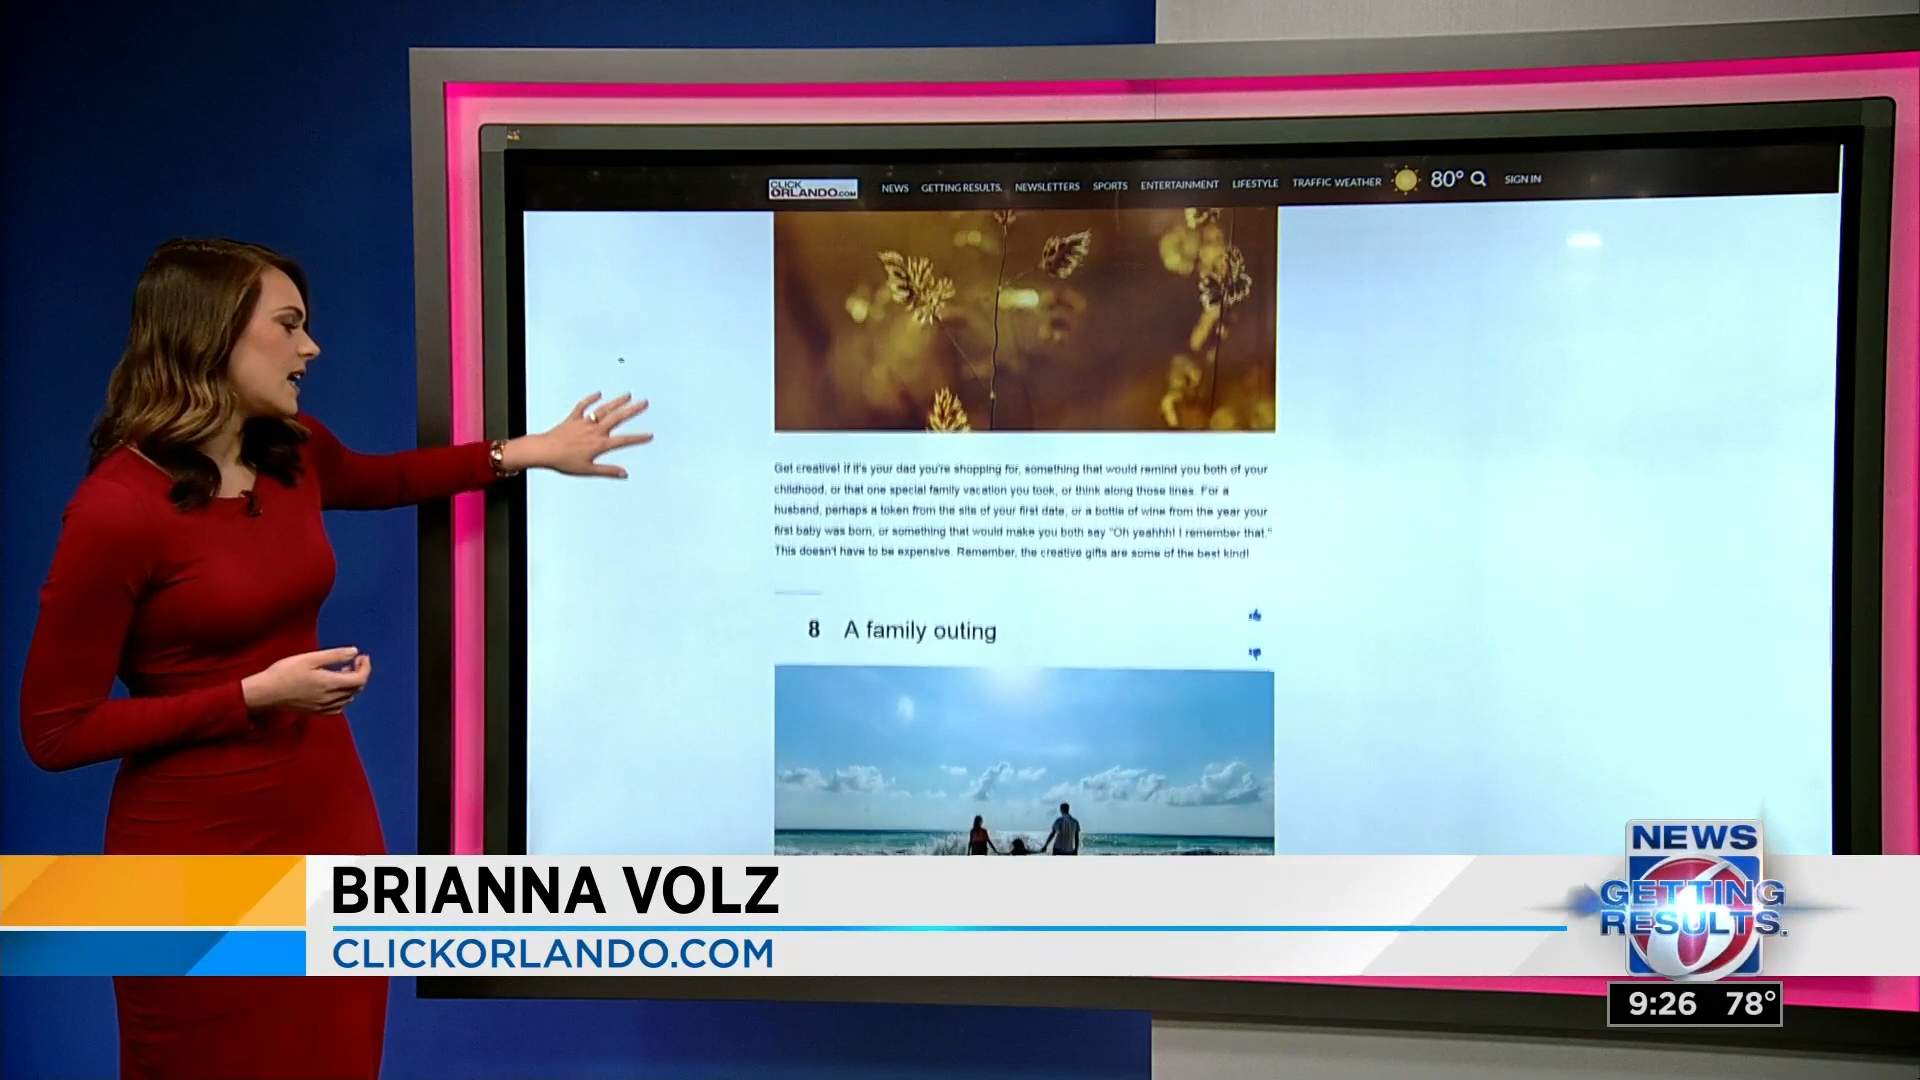 CLICK
ORLANDO.COM
NEWS GETTING RESULTS. NEWSLETTERS SPORTS ENTERTAINMENT LIFESTYLE TRAFFIC WEATHER 80° SIGN IN
Get creative! If it's your dad you're shopping for, something that would remind you both of your
childhood, or that one special family vacation you took, or think along those lines. For a
husband, perhaps a token from the site of your first date, or a bottle of wine from the year your
first baby was born, or something that would make you both say "Oh yeahhh! I remember that."
This doesn't have to be expensive. Remember, the creative gifts are some of the best kind!
8 A family outing
BRIANNA VOLZ
CLICKORLANDO.COM
NEWS
6
GETTING
RESULTS.
9:26 78°